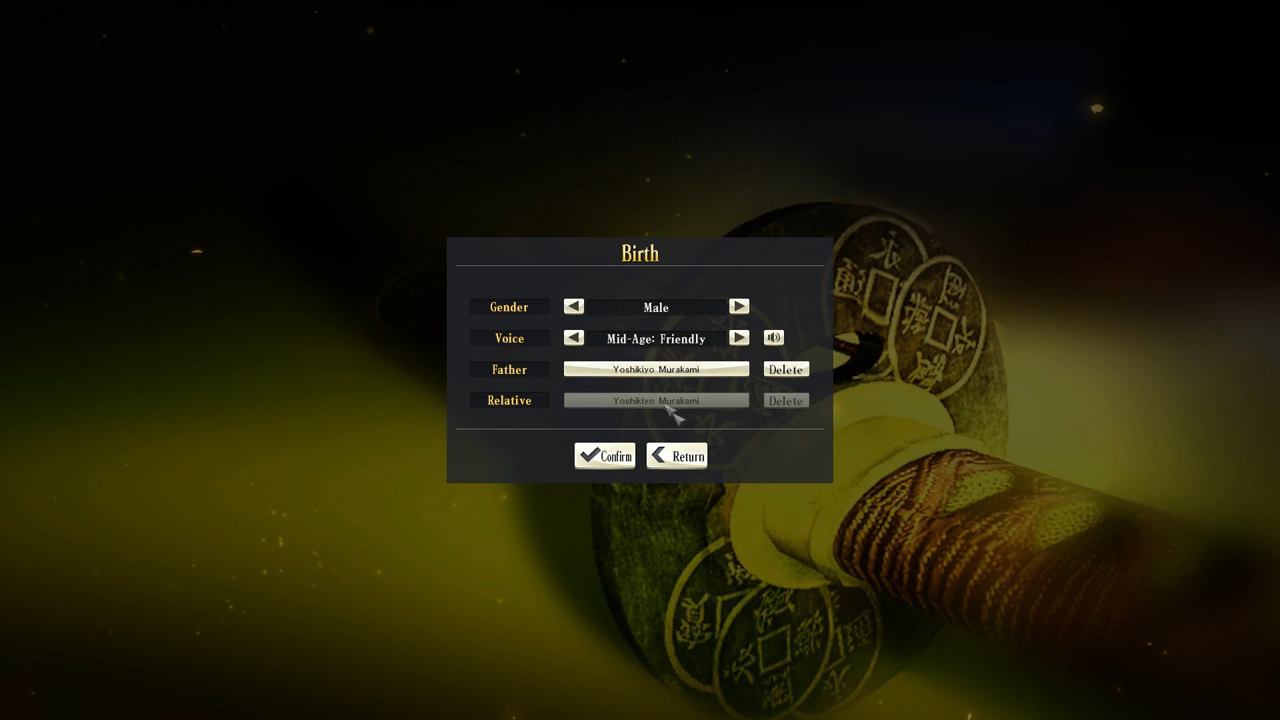 Birth
Gender Male
Voice Mid-Age: Friendly
Father Yoshikiyo Murakami Delete
Relative Yoshikiyo Murakami Delete
Confirm Return